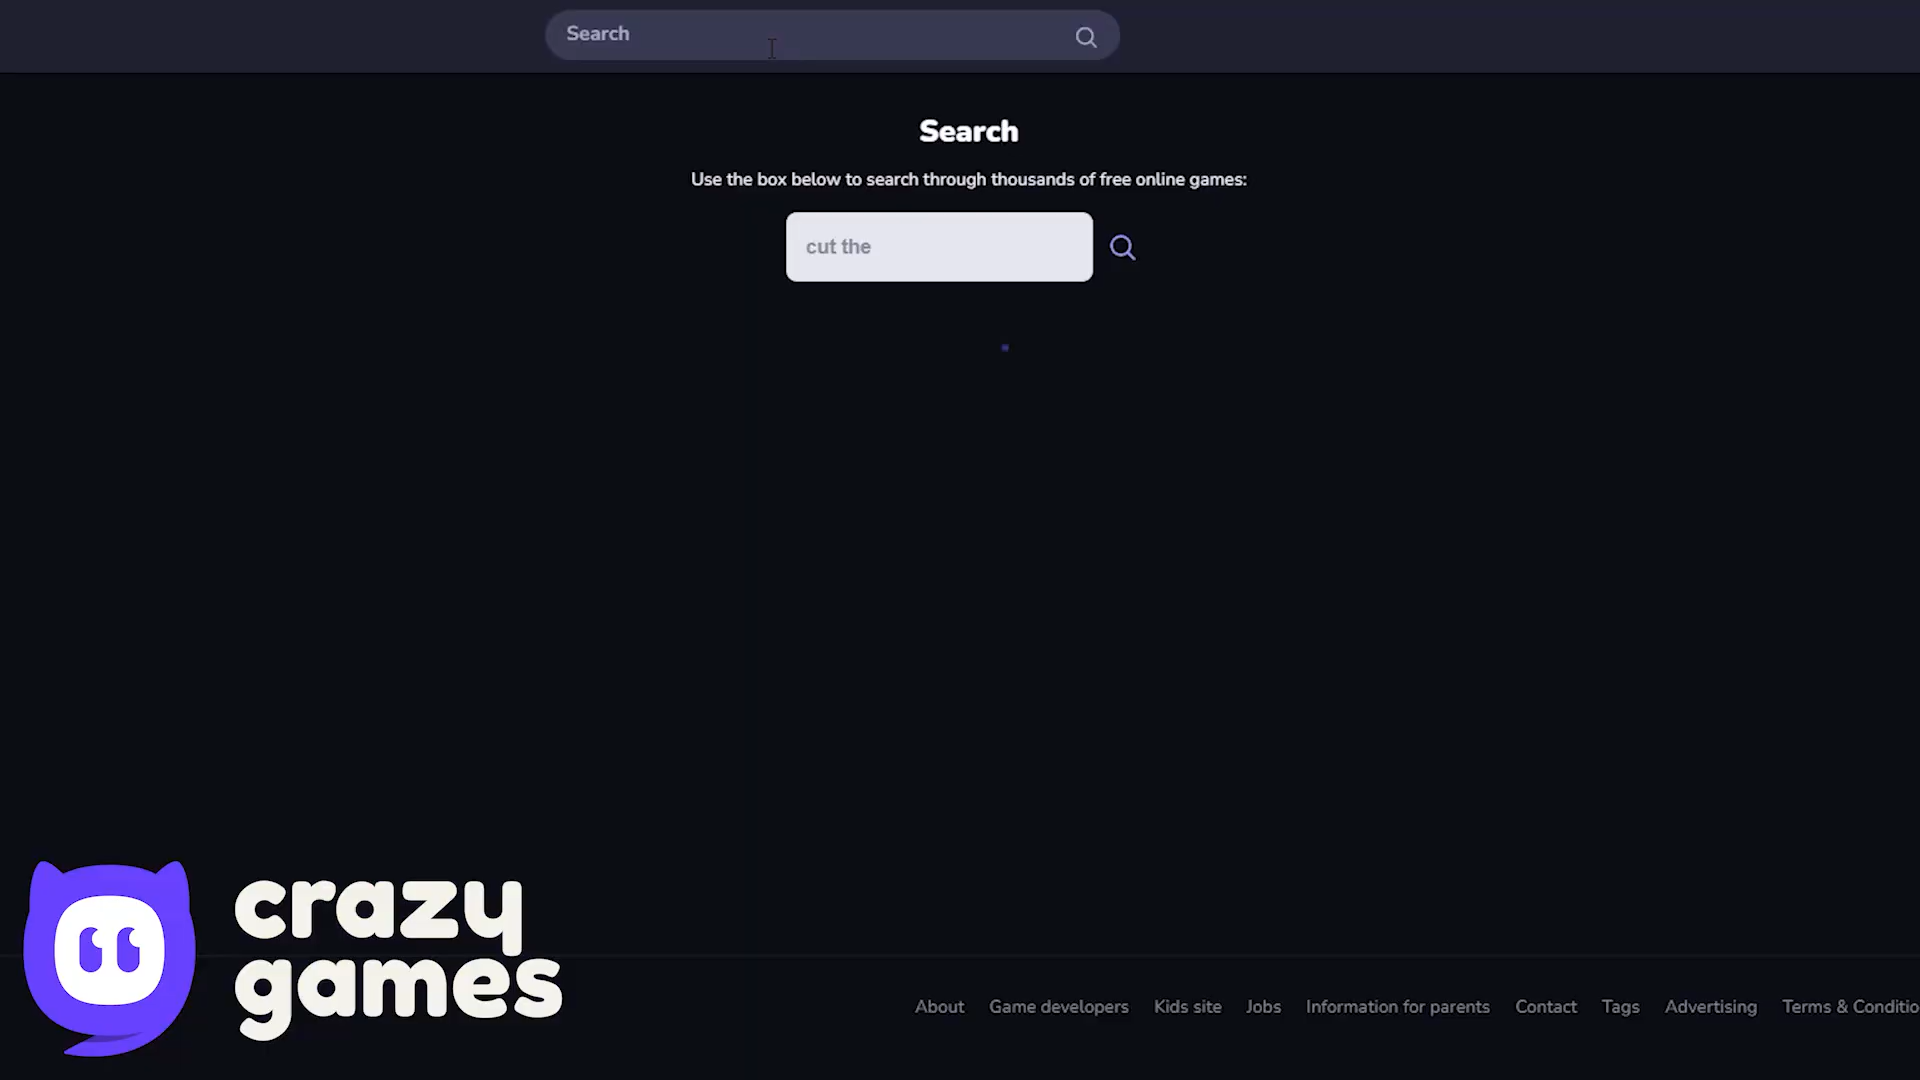 Search
Search
Use the box below to search through thousands of free online games:
cut the
crazy
games
About Game developers Kids site Jobs Information for parents Contact Tags Advertising Terms & Conditio